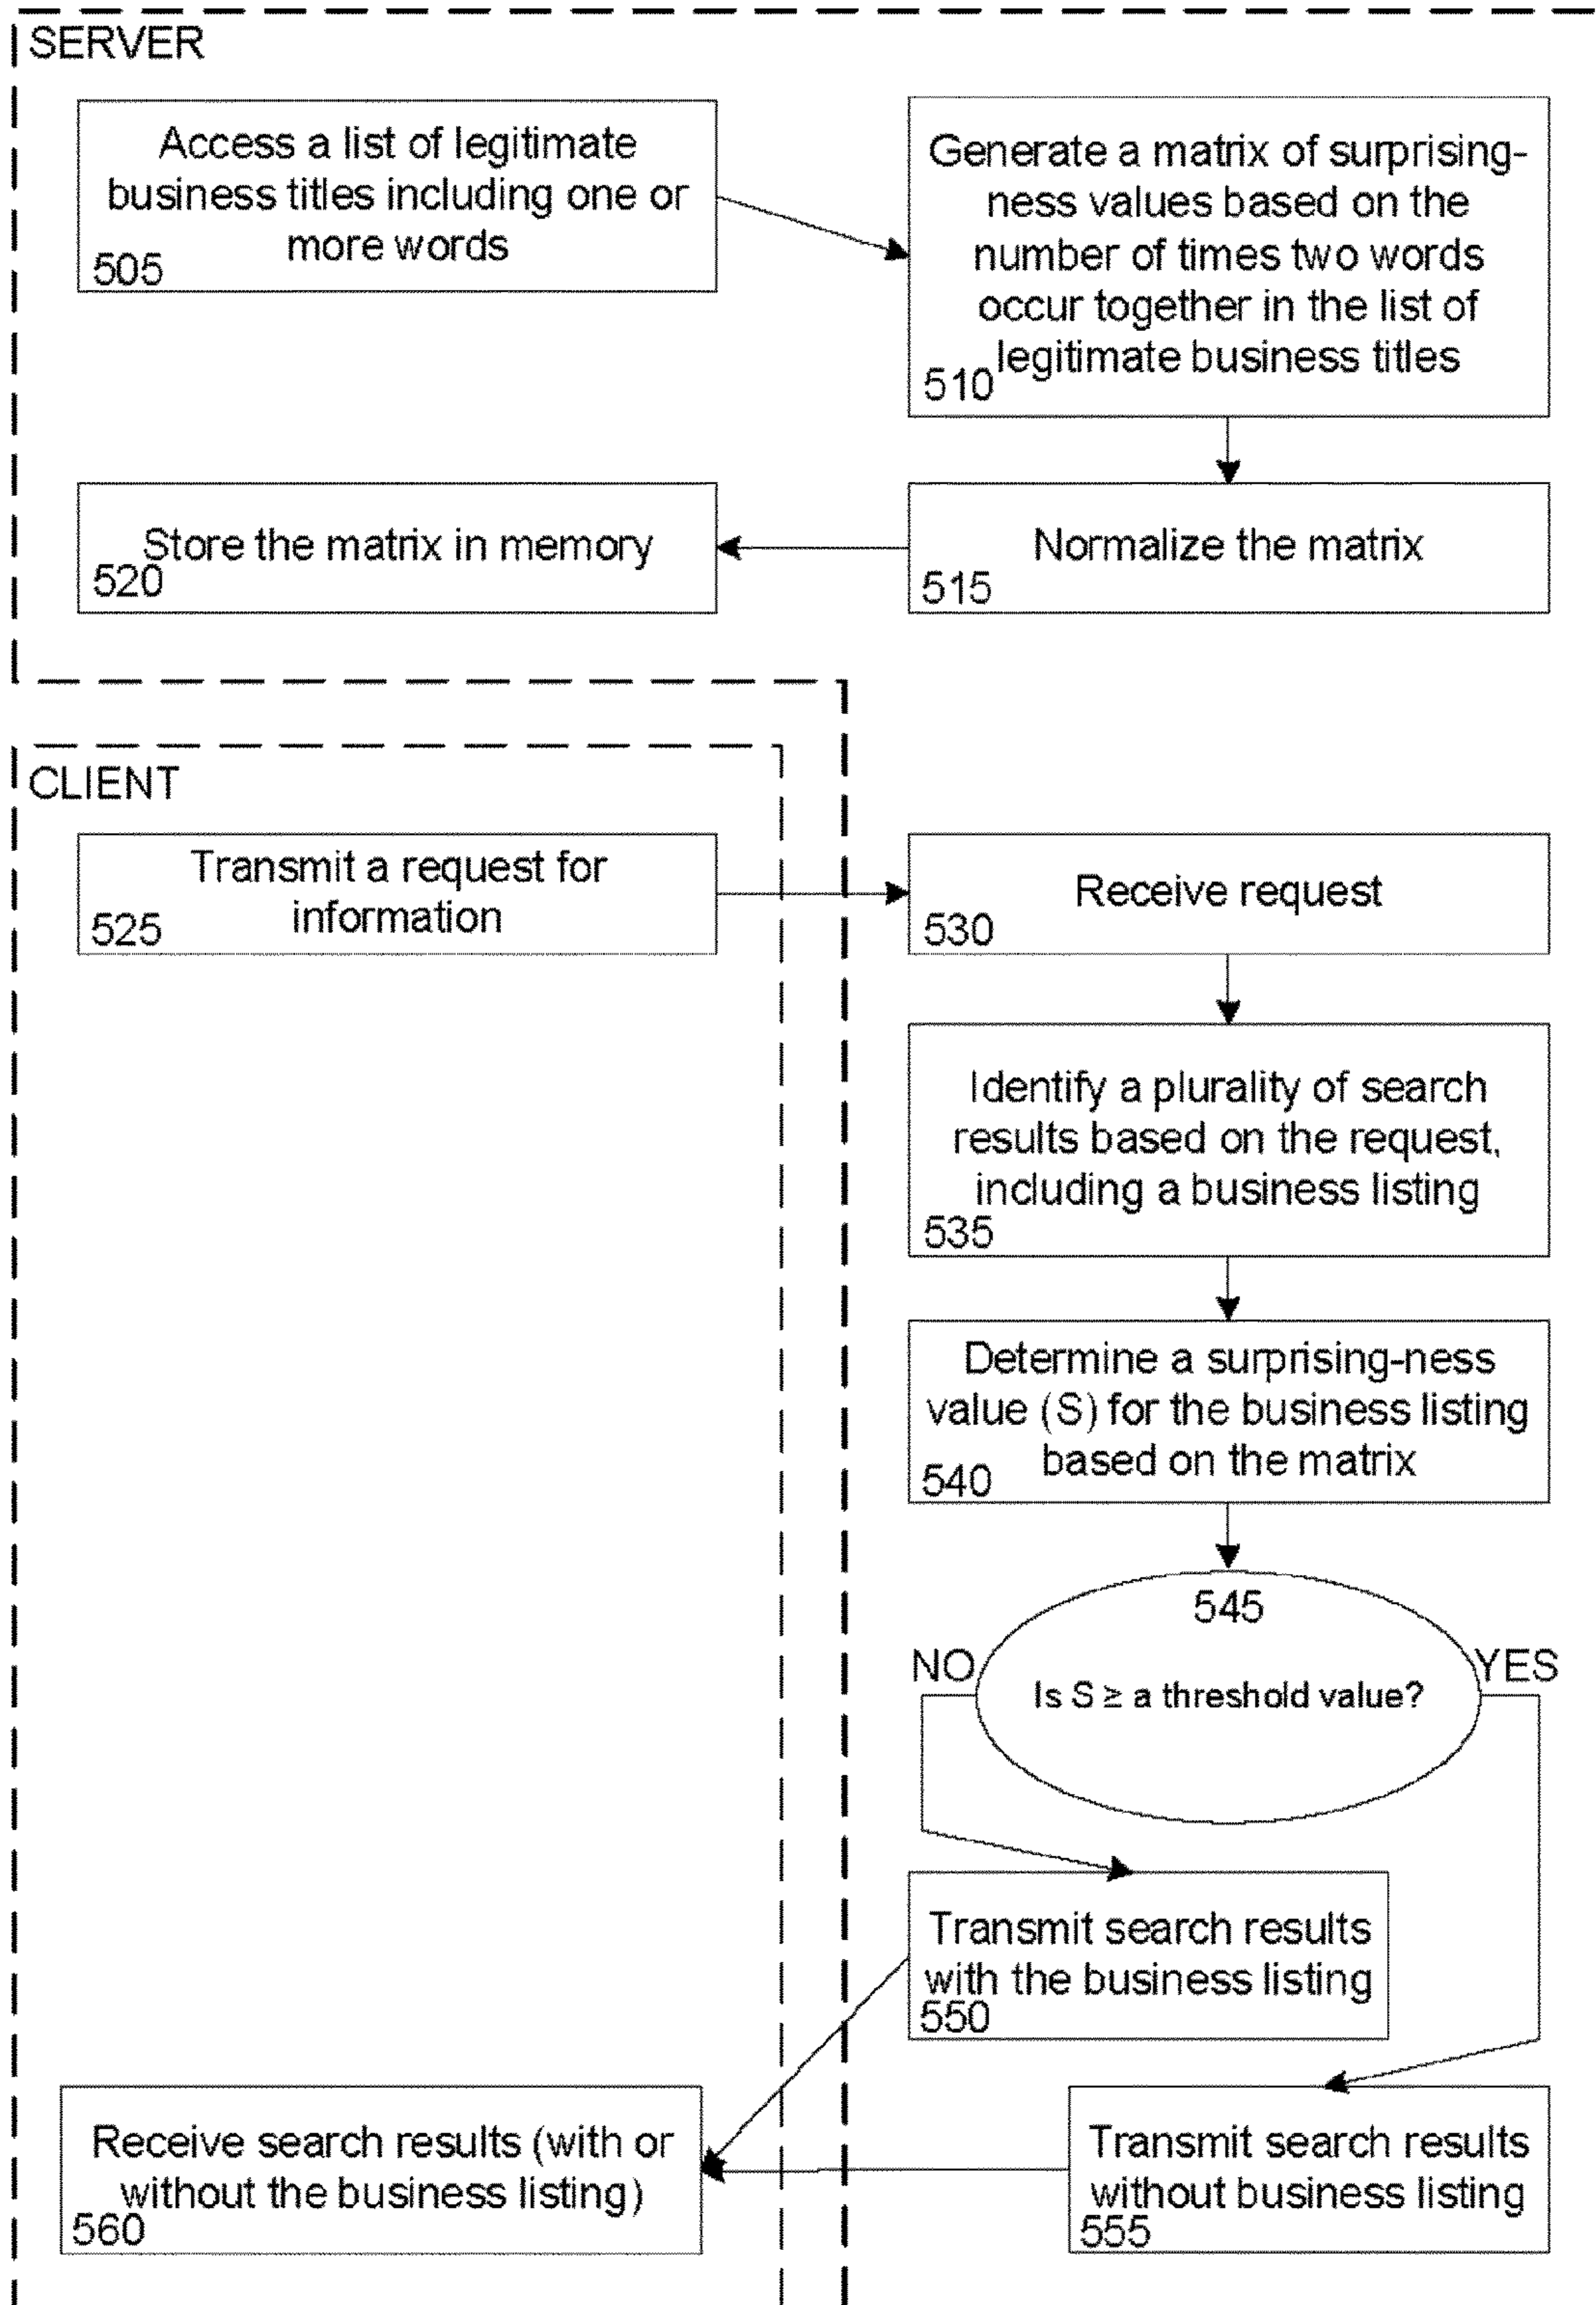 SERVER
Access a list of legitimate
business titles including one or
more words
505
Generate a matrix of surprising-
ness values based on the
number of times two words
occur together in the list of
legitimate business titles
510
Store the matrix in memory
520
Normalize the matrix
515
CLIENT
Transmit a request for
information
525
Receive request
530
Identify a plurality of search
results based on the request,
including a business listing
535
Determine a surprising-ness
value (S) for the business listing
based on the matrix
540
545
NO
YES
Is S ≥ a threshold value?
Transmit search results
with the business listing
550
Receive search results (with or
without the business listing)
560
Transmit search results
without business listing
555